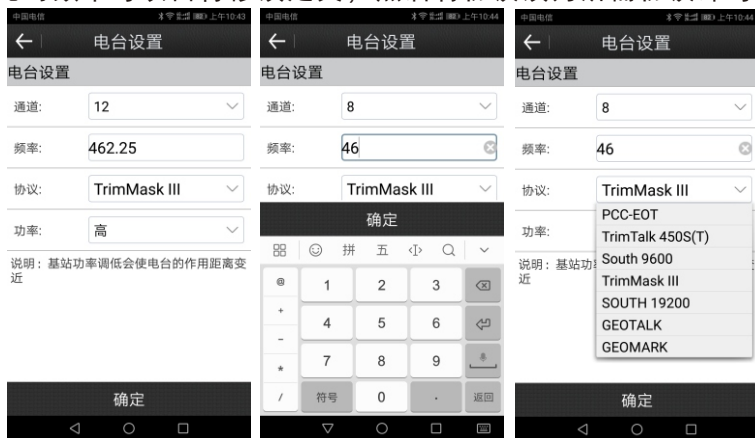 中国电信 上午10:43
电台设置
电台设置
通道: 12
频率: 462.25
协议: TrimMask III
功率: 高
说明：基站功率调低会使电台的作用距离变
近
确定
中国电信 上午10:44
电台设置
电台设置
通道: 8
频率: 46
协议: TrimMask III
确定
拼 五
@ 1 2 3
+ 4 5 6
-
* 7 8 9
/ 符号 0 . 返回
中国电信 上午10:44
电台设置
电台设置
通道: 8
频率: 46
协议: TrimMask III
功率:
PCC-EOT
TrimTalk 450S(T)
South 9600
TrimMask III
SOUTH 19200
GEOTALK
GEOMARK
说明：基站功
近
确定